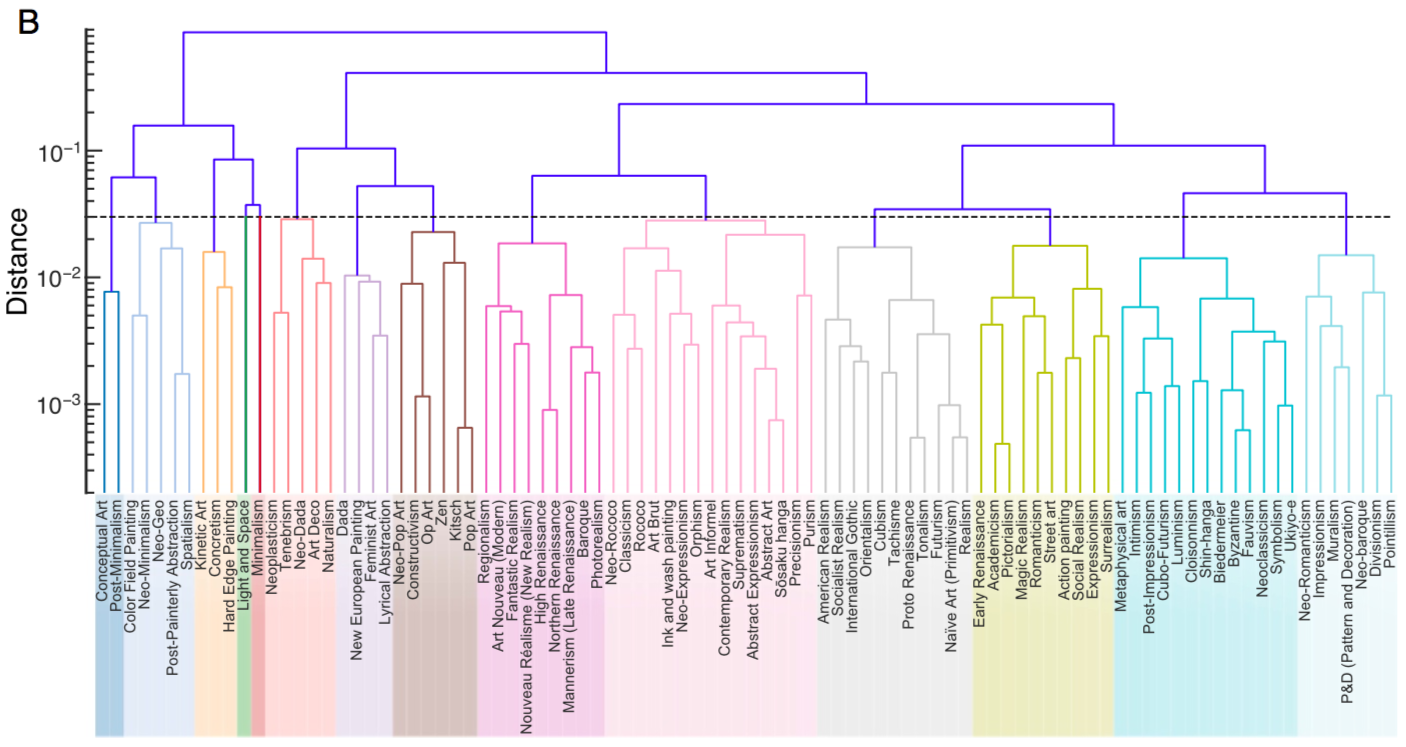 B
Distance
10⁻¹
10⁻²
10⁻³
Conceptual Art
Post-Minimalism
Color Field Painting
Neo-Minimalism
Neo-Geo
Post-Painterly Abstraction
Spatialism
Kinetic Art
Concretism
Hard Edge Painting
Light and Space
Minimalism
Neoplasticism
Tenebrism
Neo-Dada
Art Deco
Naturalism
Dada
New European Painting
Feminist Art
Lyrical Abstraction
Neo-Pop Art
Constructivism
Op Art
Zen
Kitsch
Pop Art
Regionalism
Art Nouveau (Modern)
Fantastic Realism
Nouveau Réalisme (New Realism)
High Renaissance
Northern Renaissance
Mannerism (Late Renaissance)
Baroque
Photorealism
Neo-Rococo
Classicism
Rococo
Art Brut
Ink and wash painting
Neo-Expressionism
Orphism
Art Informel
Contemporary Realism
Suprematism
Abstract Expressionism
Abstract Art
Sōsaku hanga
Precisionism
Purism
American Realism
Socialist Realism
International Gothic
Orientalism
Cubism
Tachisme
Proto Renaissance
Tonalism
Futurism
Naïve Art (Primitivism)
Realism
Early Renaissance
Academicism
Pictorialism
Magic Realism
Romanticism
Street art
Action painting
Social Realism
Expressionism
Surrealism
Metaphysical art
Intimism
Post-Impressionism
Cubo-Futurism
Luminism
Cloisonnism
Shin-hanga
Biedermeier
Byzantine
Fauvism
Neoclassicism
Symbolism
Ukiyo-e
Neo-Romanticism
Impressionism
Muralism
P&D (Pattern and Decoration)
Neo-baroque
Divisionism
Pointillism